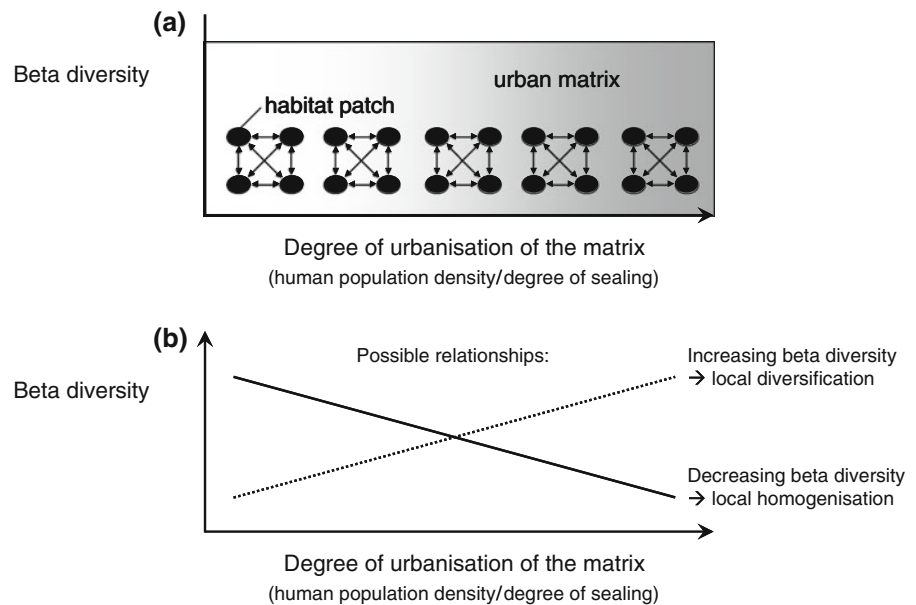 (a)
Beta diversity
urban matrix
habitat patch
Degree of urbanisation of the matrix
(human population density/degree of sealing)
(b)
Possible relationships:
Increasing beta diversity
→ local diversification
Beta diversity
Decreasing beta diversity
→ local homogenisation
Degree of urbanisation of the matrix
(human population density/degree of sealing)